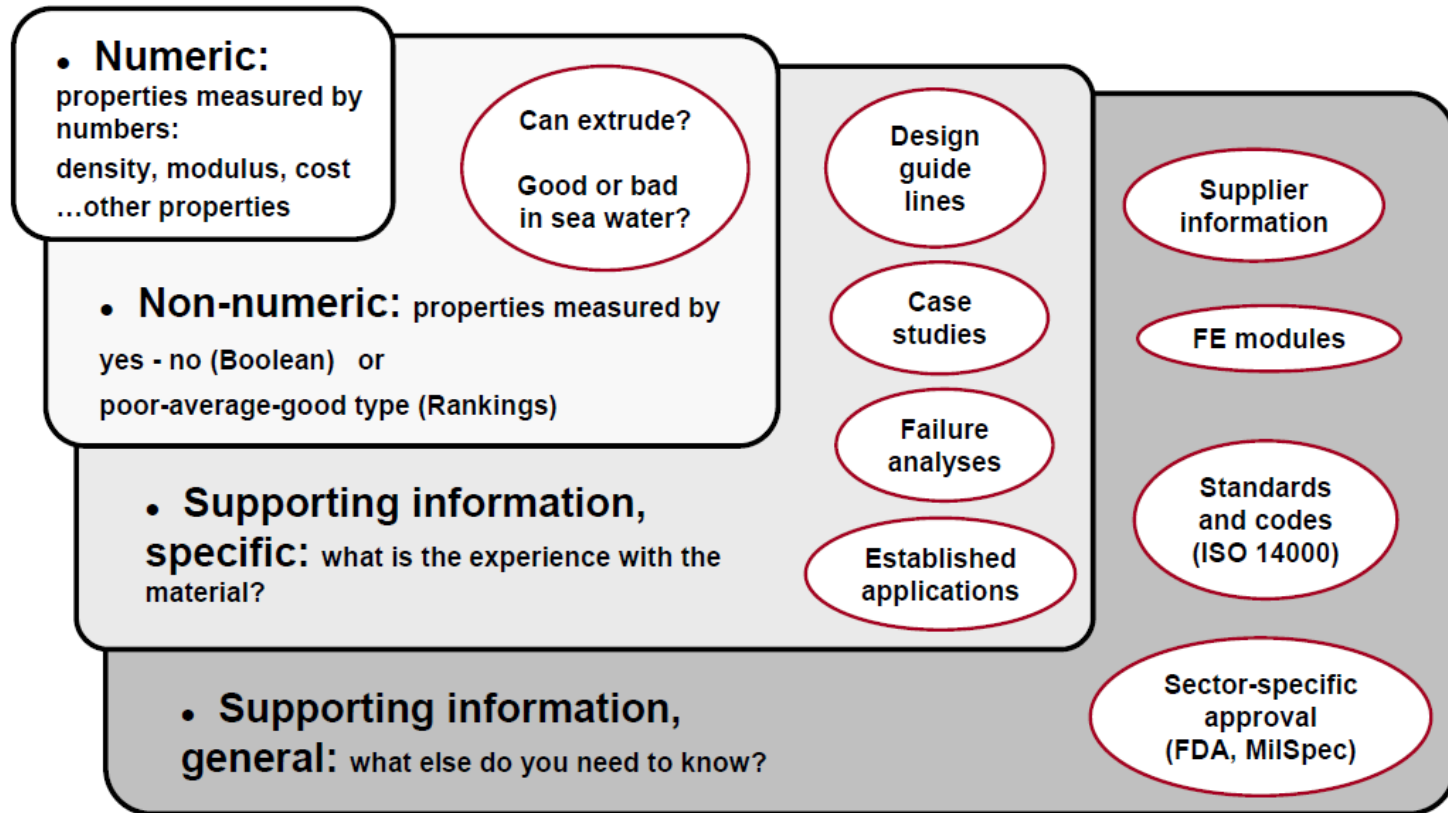 • Numeric:
properties measured by
numbers:
density, modulus, cost
...other properties
Can extrude?
Good or bad
in sea water?
• Non-numeric: properties measured by
yes - no (Boolean) or
poor-average-good type (Rankings)
Design
guide
lines
Case
studies
Failure
analyses
Established
applications
• Supporting information,
specific: what is the experience with the
material?
Supplier
information
FE modules
Standards
and codes
(ISO 14000)
Sector-specific
approval
(FDA, MilSpec)
• Supporting information,
general: what else do you need to know?